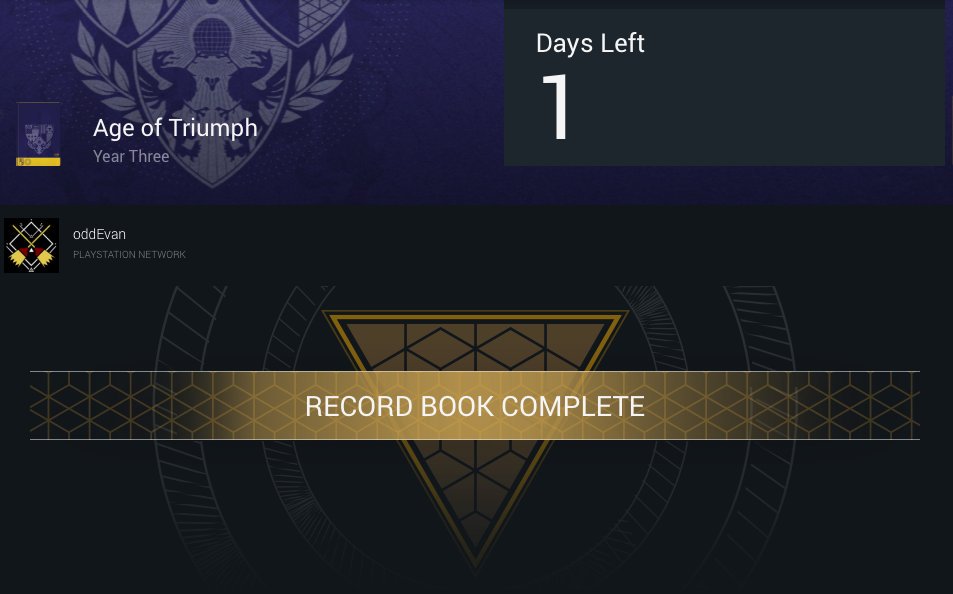 Days Left
1
Age of Triumph
Year Three
oddEvan
PLAYSTATION NETWORK
RECORD BOOK COMPLETE